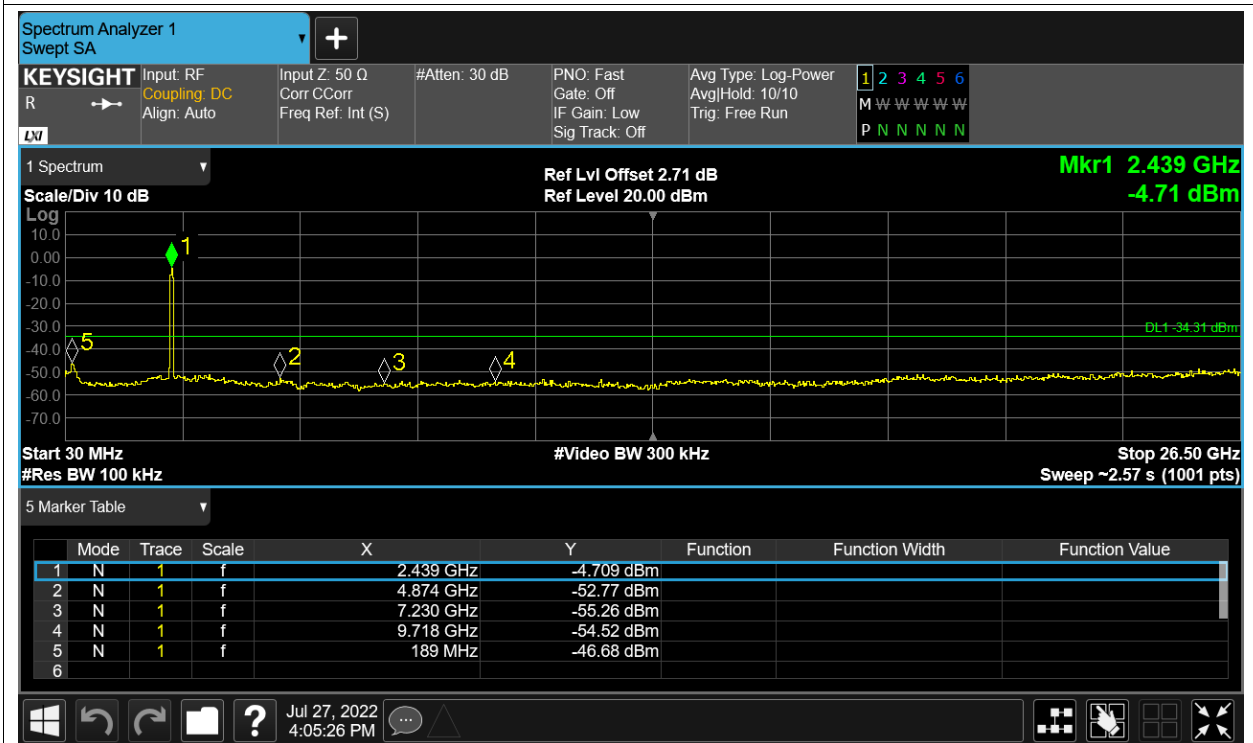 Spectrum Analyzer 1
Swept SA
KEYSIGHT Input: RF Input Z: 50 Ω #Atten: 30 dB PNO: Fast Avg Type: Log-Power 1 2 3 4 5 6
R Coupling: DC Corr CCorr Gate: Off Avg|Hold: 10/10 M W W W W W
Align: Auto Freq Ref: Int (S) IF Gain: Low Trig: Free Run
LXI Sig Track: Off P N N N N N
1 Spectrum Ref Lvl Offset 2.71 dB Mkr1 2.439 GHz
Scale/Div 10 dB Ref Level 20.00 dBm -4.71 dBm
Log
10.0
1
0.00
-10.0
-20.0
-30.0 DL1 -34.31 dBm
-40.0 5
2 3 4
-50.0
-60.0
-70.0
Start 30 MHz #Video BW 300 kHz Stop 26.50 GHz
#Res BW 100 kHz Sweep ~2.57 s (1001 pts)
5 Marker Table
Mode Trace Scale X Y Function Function Width Function Value
1 N 1 f 2.439 GHz -4.709 dBm
2 N 1 f 4.874 GHz -52.77 dBm
3 N 1 f 7.230 GHz -55.26 dBm
4 N 1 f 9.718 GHz -54.52 dBm
5 N 1 f 189 MHz -46.68 dBm
6
? Jul 27, 2022
4:05:26 PM